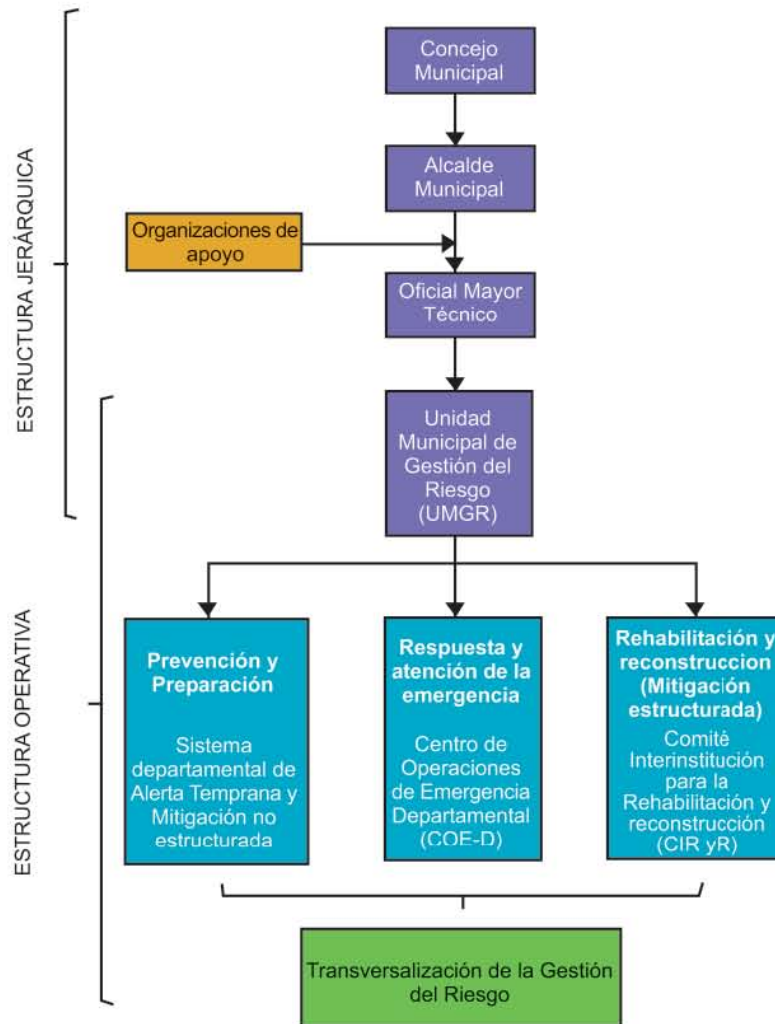 Concejo
Municipal
Alcalde
Municipal
Organizaciones de
apoyo
Oficial Mayor
Técnico
ESTRUCTURA JERÁRQUICA
Unidad
Municipal de
Gestión del
Riesgo
(UMGR)
ESTRUCTURA OPERATIVA
Prevención y
Preparación
Sistema
departamental de
Alerta Temprana y
Mitigación no
estructurada
Respuesta y
atención de la
emergencia
Centro de
Operaciones
de Emergencia
Departamental
(COE-D)
Rehabilitación y
reconstruccion
(Mitigación
estructurada)
Comité
Interinstitución
para la
Rehabilitación y
reconstrucción
(CIR yR)
Transversalización de la Gestión
del Riesgo